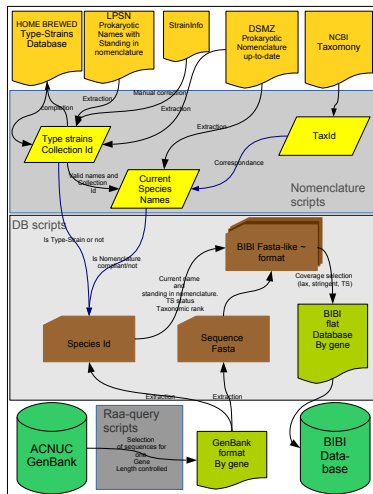 HOME BREWED
Type-Strains
Database
LPSN
Prokaryotic
Names with
Standing in
nomenclature
StrainInfo
DSMZ
Prokaryotic
Nomenclature
up-to-date
NCBI
Taxomony
completion
Extraction
Manual correction
Extraction
Extraction
Type strains
Collection Id
TaxId
Correspondance
Valid names and
Collection
Id
Current
Species
Names
Nomenclature
scripts
DB scripts
Is Type-Strain or not
Is Nomenclature
compliant/not
Current name
and
standing in nomenclature.
TS status
Taxonomic rank
BIBI Fasta-like ~
format
Coverage selection
(lax, stringent, TS)
Species Id
Sequence
Fasta
BIBI
flat
Database
By gene
Extraction
Extraction
ACNUC
GenBank
Raa-query
scripts
Selection
of sequences for
one
Gene
Length controlled
GenBank
format
By gene
BIBI
Data-
base